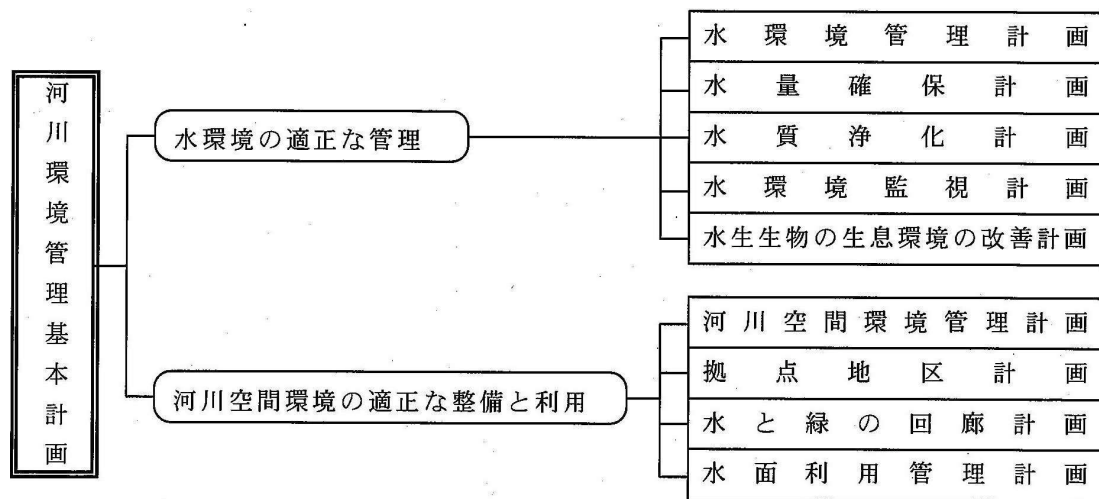 河川環境管理基本計画
水環境の適正な管理
水環境管理計画
水量確保計画
水質浄化計画
水環境監視計画
水生生物の生息環境の改善計画
河川空間環境の適正な整備と利用
河川空間環境管理計画
拠点地区計画
水と緑の回廊計画
水面利用管理計画